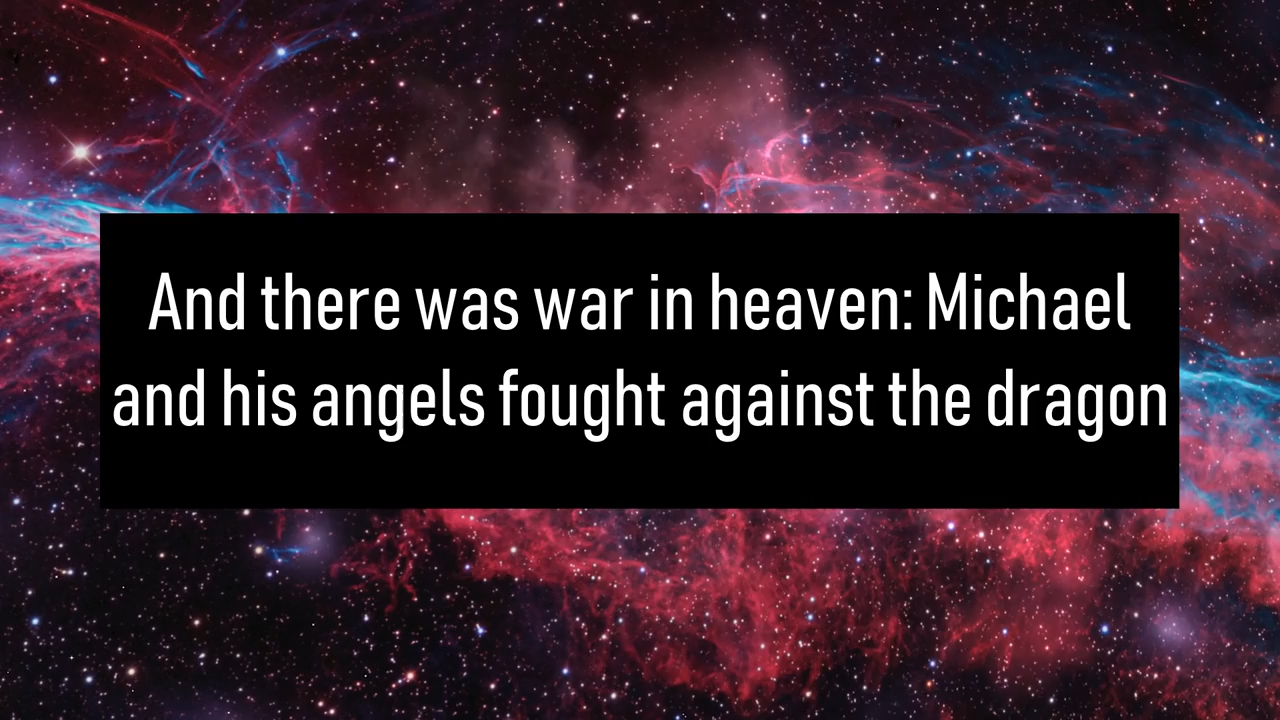 And there was war in heaven: Michael
and his angels fought against the dragon